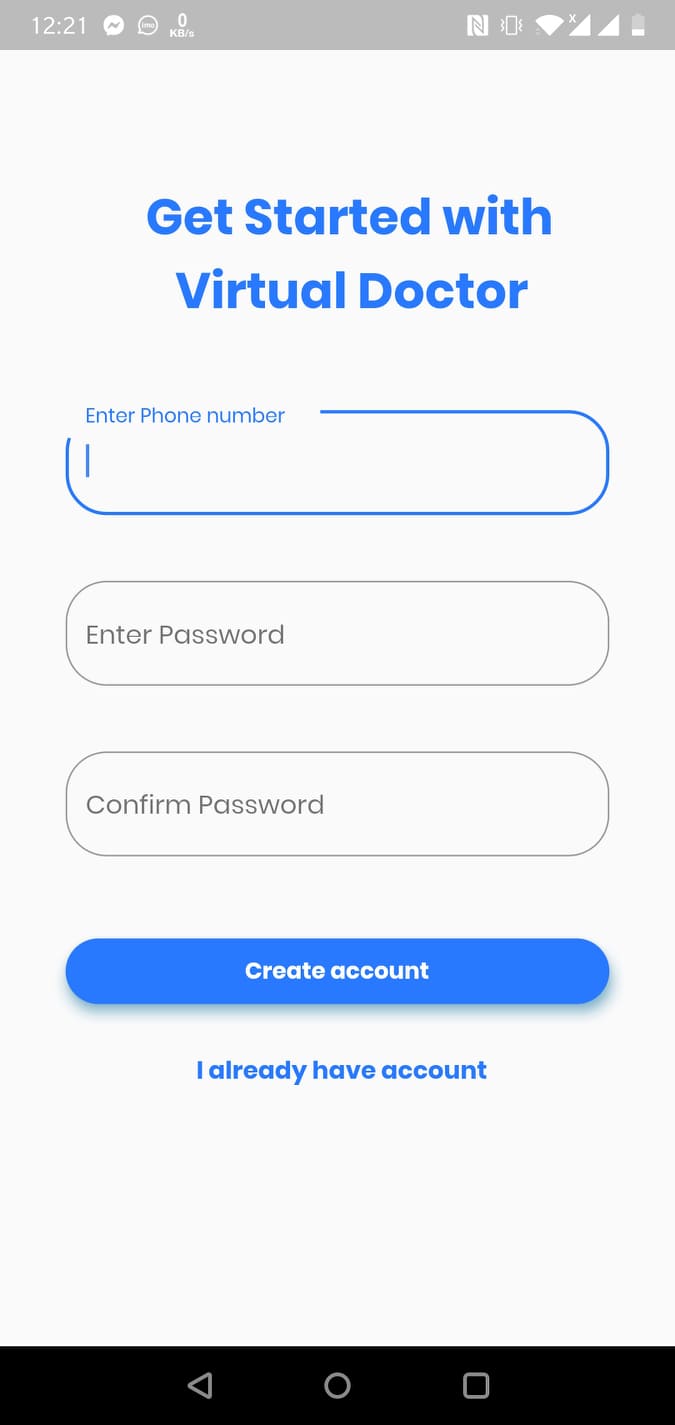 12:21 imo 0
KB/s
Get Started with
Virtual Doctor
Enter Phone number
Enter Password
Confirm Password
Create account
I already have account